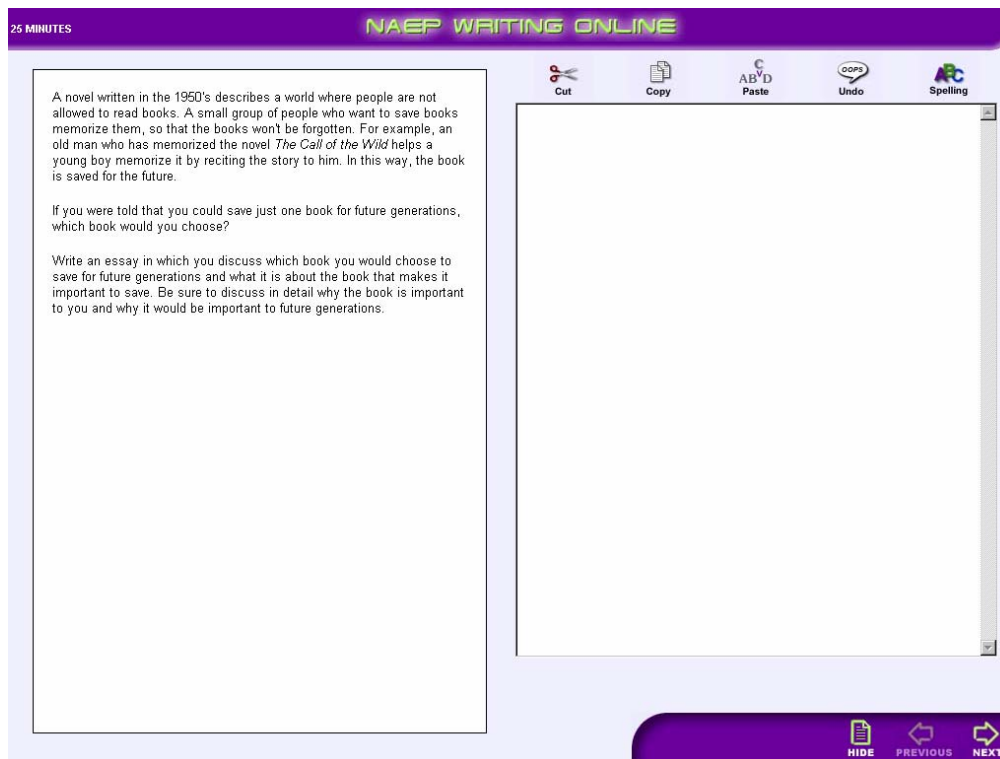 25 MINUTES
NAEP WRITING ONLINE
Cut
Copy
C
ABVD
Paste
OOPS
Undo
ABC
Spelling
A novel written in the 1950's describes a world where people are not
allowed to read books. A small group of people who want to save books
memorize them, so that the books won't be forgotten. For example, an
old man who has memorized the novel The Call of the Wild helps a
young boy memorize it by reciting the story to him. In this way, the book
is saved for the future.
If you were told that you could save just one book for future generations,
which book would you choose?
Write an essay in which you discuss which book you would choose to
save for future generations and what it is about the book that makes it
important to save. Be sure to discuss in detail why the book is important
to you and why it would be important to future generations.
HIDE
PREVIOUS
NEXT